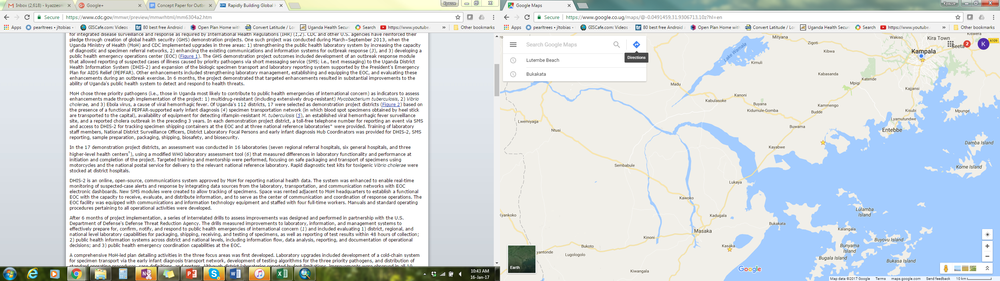 Inbox (2,618) - kyazzesm
Google+
Concept Paper for Outbr
Rapidly Building Global H
Kyazze
Secure https://www.cdc.gov/mmwr/preview/mmwrhtml/mm6304a2.htm
Apps pearltrees • jltobias • GISCafe.com: Videos 80 best free Android Open Plan Home with Convert Latitude / Lo Uganda Health Secur Search https://www.youtube. » Other bookmarks
for integrated disease surveillance and response as required by International Health Regulations (IHR) (1,2). CDC and other U.S. agencies have reinforced their
pledge through creation of global health security (GHS) demonstration projects. One such project was conducted during March–September 2013, when the
Uganda Ministry of Health (MoH) and CDC implemented upgrades in three areas: 1) strengthening the public health laboratory system by increasing the capacity
of diagnostic and specimen referral networks, 2) enhancing the existing communications and information systems for outbreak response (3), and 3) developing a
public health emergency operations center (EOC) (Figure 1). The GHS demonstration project outcomes included development of an outbreak response module
that allowed reporting of suspected cases of illness caused by priority pathogens via short messaging service (SMS; i.e., text messaging) to the Uganda District
Health Information System (DHIS-2) and expansion of the biologic specimen transport and laboratory reporting system supported by the President's Emergency
Plan for AIDS Relief (PEPFAR). Other enhancements included strengthening laboratory management, establishing and equipping the EOC, and evaluating these
enhancements during an outbreak exercise. In 6 months, the project demonstrated that targeted enhancements resulted in substantial improvements to the
ability of Uganda's public health system to detect and respond to health threats.
MoH chose three priority pathogens (i.e., those in Uganda most likely to contribute to public health emergencies of international concern) as indicators to assess
enhancements made through implementation of the project: 1) multidrug-resistant (including extensively drug-resistant) Mycobacterium tuberculosis, 2) Vibrio
cholerae, and 3) Ebola virus, a cause of viral hemorrhagic fever. Of Uganda's 112 districts, 17 were selected as demonstration project districts (Figure 2) based on
the presence of a functional PEPFAR-supported early infant diagnosis (4) specimen transportation network (in which blood spot specimens obtained by heel stick
are transported to the capital), availability of equipment for detecting rifampin-resistant M. tuberculosis (5), an established viral hemorrhagic fever surveillance
site, and a reported cholera outbreak in the preceding 3 years. In each demonstration project district, a toll-free telephone number for reporting an event via SMS
and access to DHIS-2 for tracking specimen shipping containers at the EOC and at three national reference laboratories* were provided. Training of laboratory
staff members, National District Surveillance Officers, District Laboratory Focal Persons and early infant diagnosis Hub Coordinators was provided for DHIS-2, SMS
reporting, sample preparation, packaging, shipping, biosafety, and biosecurity.
In the 17 demonstration project districts, an assessment was conducted in 16 laboratories (seven regional referral hospitals, six general hospitals, and three
higher-level health centers†), using a modified WHO laboratory assessment tool (6) that measured differences in laboratory functionality and performance at
initiation and completion of the project. Targeted training and mentorship were performed, focusing on safe packaging and transport of specimens using
motorcycles and the national postal service for delivery to the relevant national reference laboratory. Rapid diagnostic test kits for toxigenic Vibrio cholerae were
stocked at district hospitals.
DHIS-2 is an online, open-source, communications system approved by MoH for reporting national health data. The system was enhanced to enable real-time
monitoring of suspected-case alerts and response by integrating data sources from the laboratory, transportation, and communication networks with EOC
electronic dashboards. New SMS modules were created to allow tracking of specimens. Space was rented adjacent to MoH headquarters to establish a functional
EOC with the capacity to receive, evaluate, and distribute information, and to serve as the center of communication and coordination of response operations. The
EOC facility was equipped with communications and information technology equipment and staffed with four full-time workers. Manuals and standard operating
procedures pertaining to all operational activities were developed.
After 6 months of project implementation, a series of interrelated drills to assess improvements was designed and performed in partnership with the U.S.
Department of Defense's Defense Threat Reduction Agency. The drills measured improvements to laboratory, information, and management systems to
effectively prepare for, confirm, notify, and respond to public health emergencies of international concern (1) and included evaluating 1) district, regional, and
national level laboratory capabilities for packaging, shipping, receiving, and testing of specimens, as well as reporting of test results within 48 hours of collection;
2) public health information systems across district and national levels, including information flow, data analysis, reporting, and documentation of operational
decisions; and 3) public health emergency coordination capabilities at the EOC.
A comprehensive MoH-led plan detailing activities in the three focus areas was first developed. Laboratory upgrades included development of a cold-chain system
for specimen transport via the early infant diagnosis transport network, development of testing algorithms for the three priority pathogens, and distribution of
10:43 AM
16-Jan-17
Google Maps
Kyazze
Secure https://www.google.co.ug/maps/@-0.0491459,31.9306713,10z?hl=en
Apps pearltrees • jltobias • GISCafe.com: Videos 80 best free Android Open Plan Home with Convert Latitude / Lo Uganda Health Secur Search https://www.youtube. » Other bookmarks
Search Google Maps
Directions
Lutembe Beach
Bukakata
Mityana
Zigoti
Wakiso
Kira Town
Kiswera
A109
Seeta
2
K
Kampala
Kibwa
Lake Wamala
Kimuli
Kabasanda
Katende
Madu
Mpigi
Kajjansi
Kanoni
Kabulasoke
Buyana
Kammengo
Kidumule-Gomba
Budde
Kisubi
Mpunge
Lwemiyaga
Lyamutundwe
Ntusi
Buwama
Entebbe
Damba Island
Kayabwe
Sembabule
Kome Island
Lukaya
Kawoko
Lulamba
Island
Kyankoko
Kadugala
Bukakata
Masaka
Kalangala
Kinoni
Buyovu Island
Bukoto
Kasaka
Bunyama
Island
yantonde
Lugologolo
Bugala Island
Bukasa Island
Earth
Kiwangala
Google
Map data ©2017 Google Terms maps.google.com Send feedback 10 km